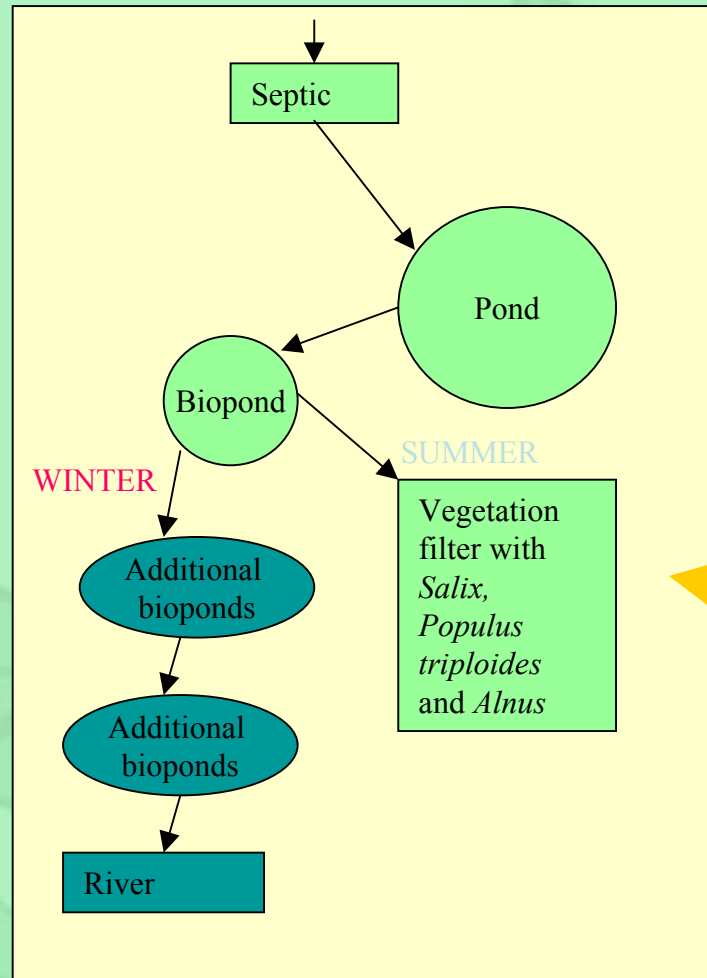 Septic
Pond
Biopond
SUMMER
WINTER
Vegetation
filter with
Salix,
Populus
triploides
and Alnus
Additional
bioponds
Additional
bioponds
River